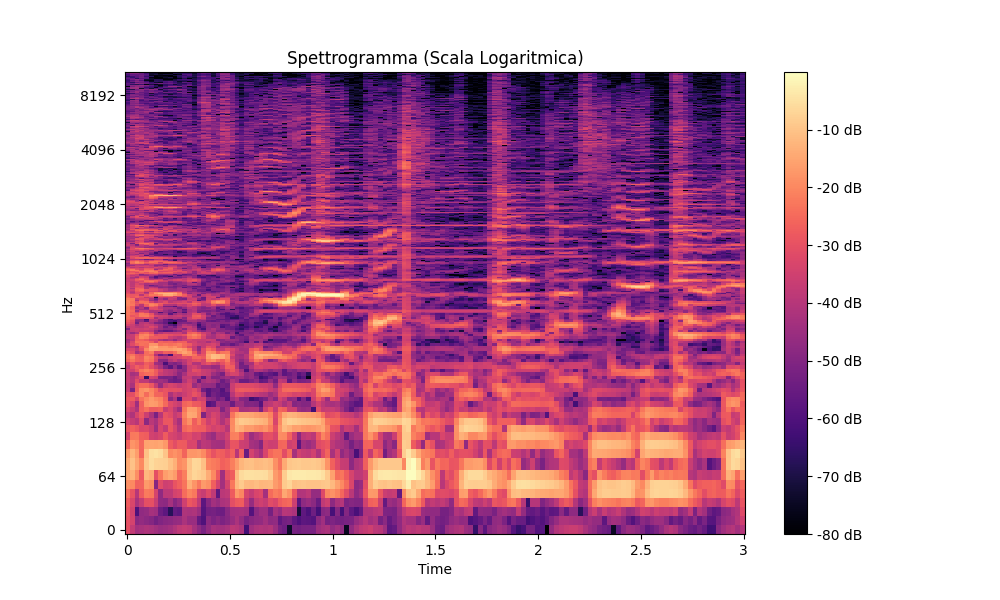 Spettrogramma (Scala Logaritmica)
8192
4096
2048
1024
512
256
128
64
0
Hz
0 0.5 1 1.5 2 2.5 3
Time
-10 dB
-20 dB
-30 dB
-40 dB
-50 dB
-60 dB
-70 dB
-80 dB